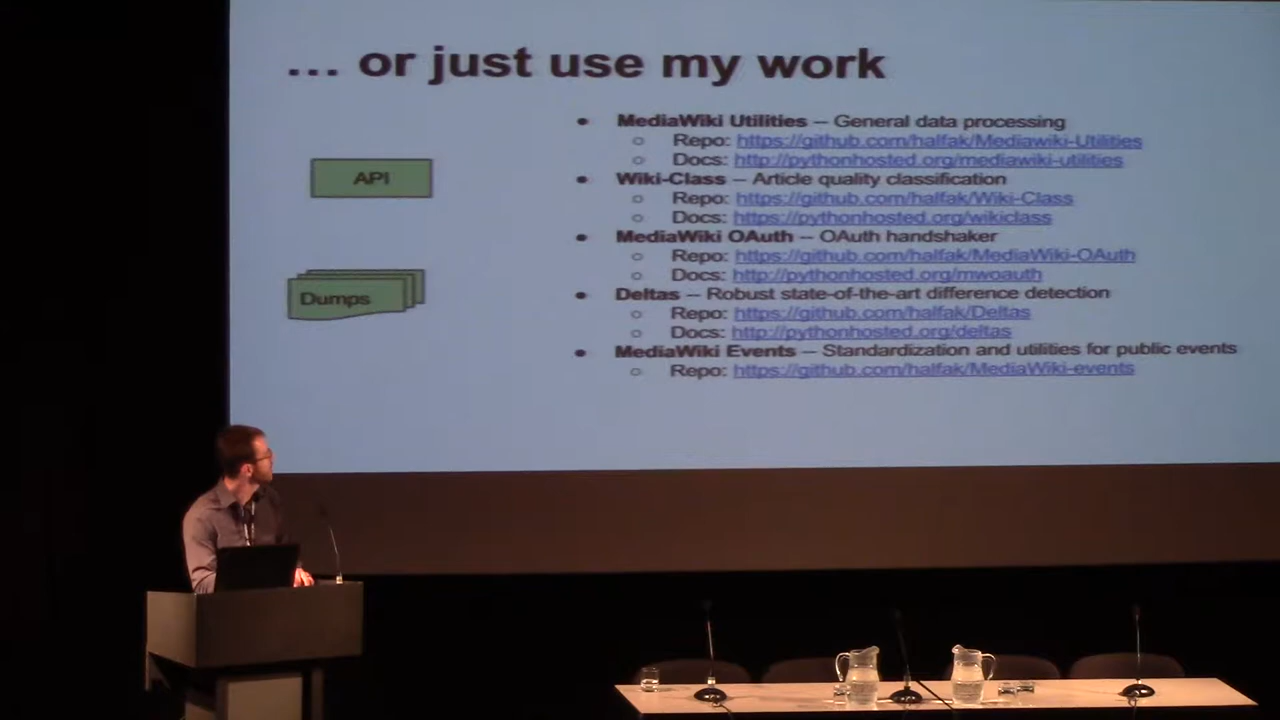 ... or just use my work
API
Dumps
● MediaWiki Utilities – General data processing
○ Repo: https://github.com/halfak/Mediawiki-Utilities
○ Docs: http://pythonhosted.org/mediawiki-utilities
● Wiki-Class – Article quality classification
○ Repo: https://github.com/halfak/Wiki-Class
○ Docs: https://pythonhosted.org/wikiclass
● MediaWiki OAuth – OAuth handshaker
○ Repo: https://github.com/halfak/MediaWiki-OAuth
○ Docs: http://pythonhosted.org/mwoauth
● Deltas – Robust state-of-the-art difference detection
○ Repo: https://github.com/halfak/Deltas
○ Docs: http://pythonhosted.org/deltas
● MediaWiki Events – Standardization and utilities for public events
○ Repo: https://github.com/halfak/MediaWiki-events